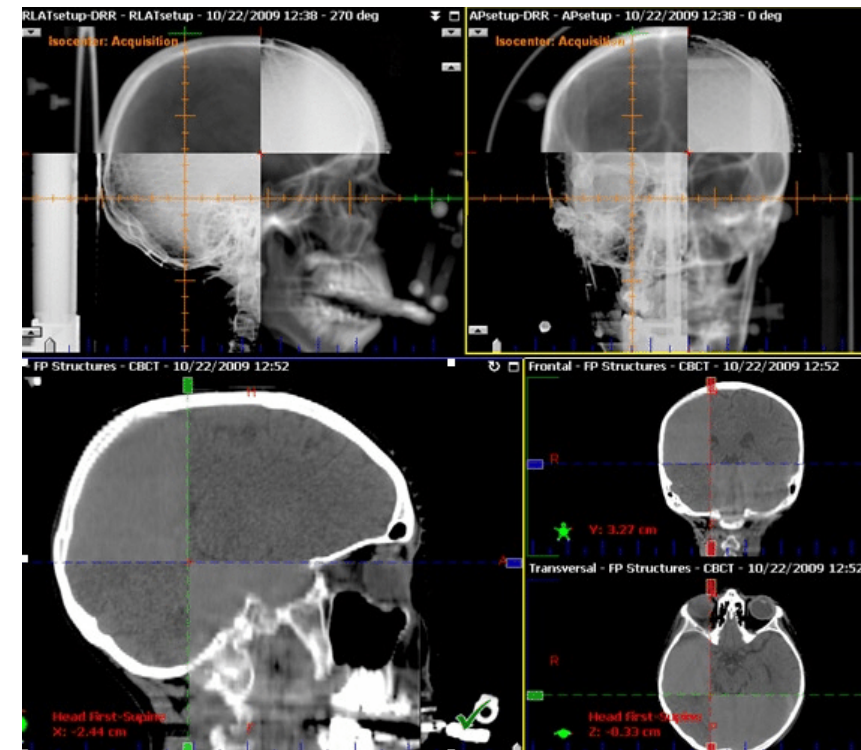 RLATsetup-DRR - RLATsetup - 10/22/2009 12:38 - 270 deg
Isocenter: Acquisition
APsetup-DRR - APsetup - 10/22/2009 12:38 - 0 deg
Isocenter: Acquisition
FP Structures - CBCT - 10/22/2009 12:52
H
A
F
Head First-Supine
X: -2.44 cm
Frontal - FP Structures - CBCT - 10/22/2009 12:52
R
Y: 3.27 cm
Transversal - FP Structures - CBCT - 10/22/2009 12:52
R
Head First-Supine
Z: -0.33 cm